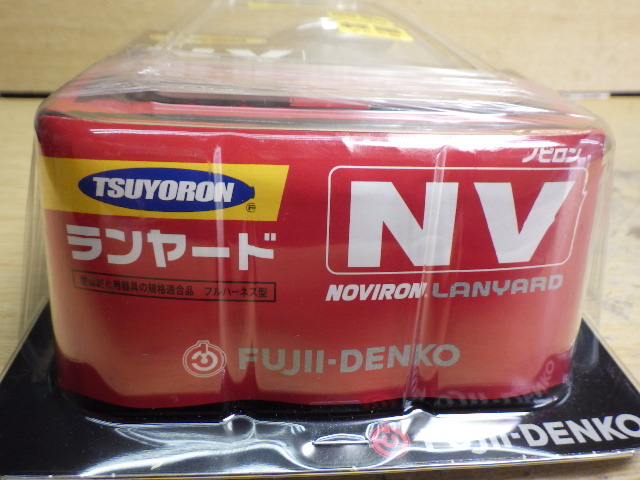 ノビロン
TSUYORON
NV
ランヤード
墜落制止用器具の規格適合品 フルハーネス型
NOVIRON LANYARD
FUJII-DENKO
FUJII-DENKO